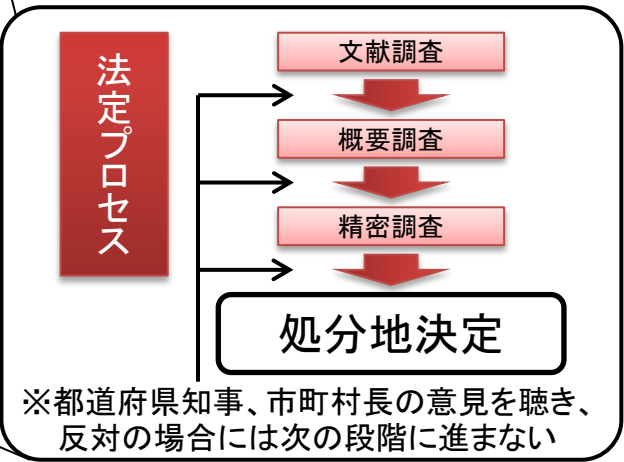 法定プロセス
文献調査
概要調査
精密調査
処分地決定
※都道府県知事、市町村長の意見を聴き、
反対の場合には次の段階に進まない